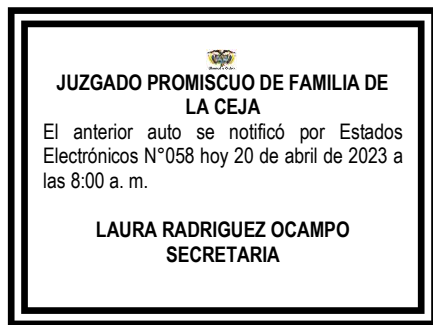 JUZGADO PROMISCUO DE FAMILIA DE
LA CEJA
El anterior auto se notificó por Estados
Electrónicos N°058 hoy 20 de abril de 2023 a
las 8:00 a. m.
LAURA RADRIGUEZ OCAMPO
SECRETARIA